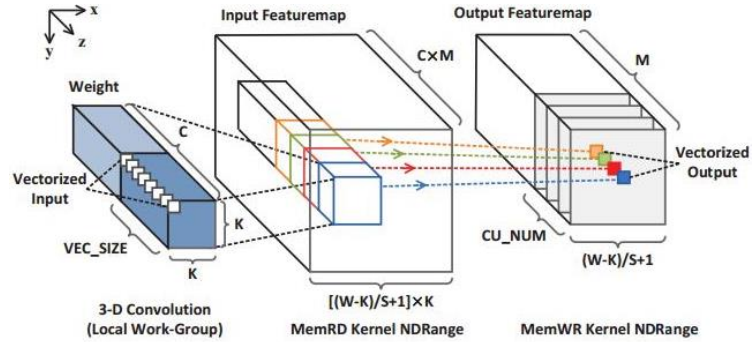 x
y
z
Input Featuremap
Output Featuremap
C×M
M
Weight
C
Vectorized
Input
Vectorized
Output
K
VEC_SIZE
K
CU_NUM
(W-K)/S+1
[(W-K)/S+1]×K
3-D Convolution
(Local Work-Group)
MemRD Kernel NDRange
MemWR Kernel NDRange